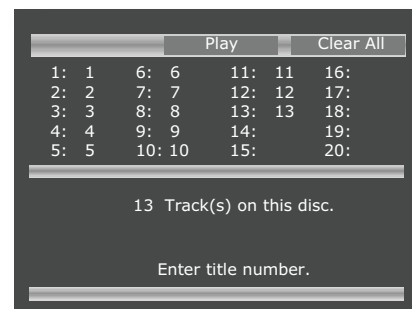 Play Clear All
1: 1 6: 6 11: 11 16:
2: 2 7: 7 12: 12 17:
3: 3 8: 8 13: 13 18:
4: 4 9: 9 14: 19:
5: 5 10: 10 15: 20:
13 Track(s) on this disc.
Enter title number.